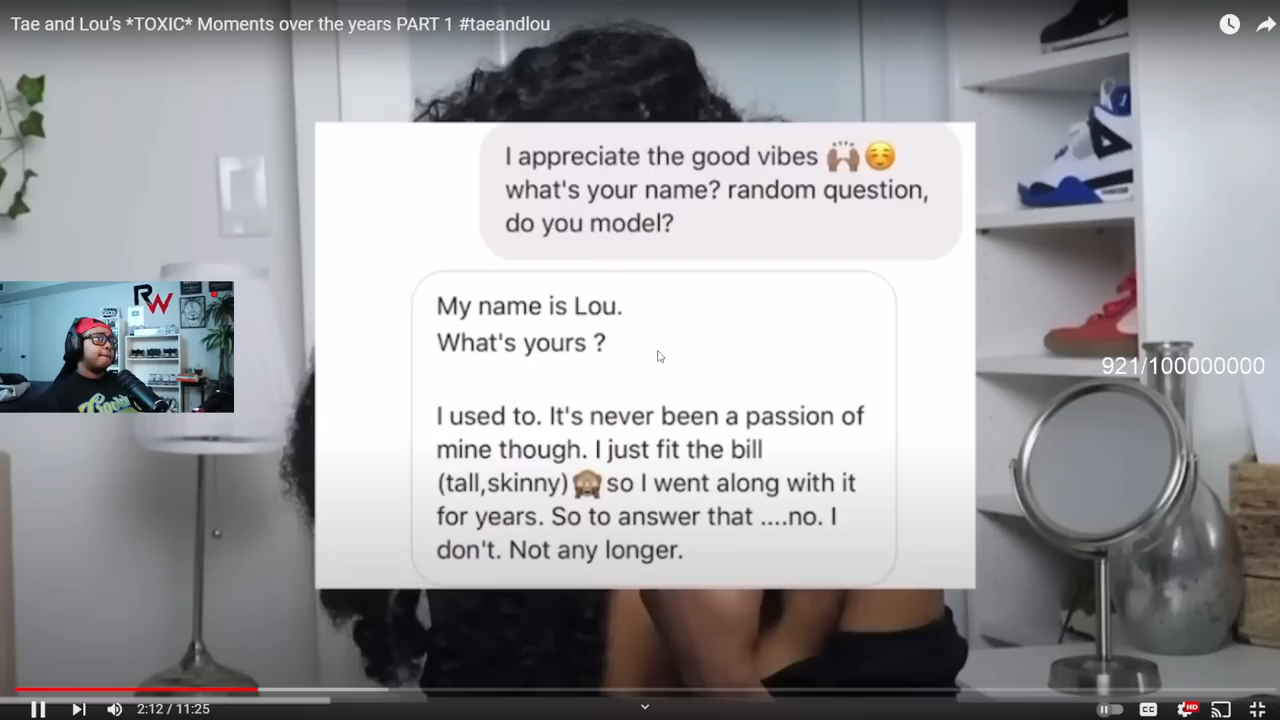 Tae and Lou's *TOXIC* Moments over the years PART 1 #taeandlou
I appreciate the good vibes 🙌🏽☺️
what's your name? random question,
do you model?
My name is Lou.
What's yours ?
I used to. It's never been a passion of
mine though. I just fit the bill
(tall,skinny)🙈so I went along with it
for years. So to answer that ....no. I
don't. Not any longer.
RW
921/100000000
2:12 / 11:25
CC
HD